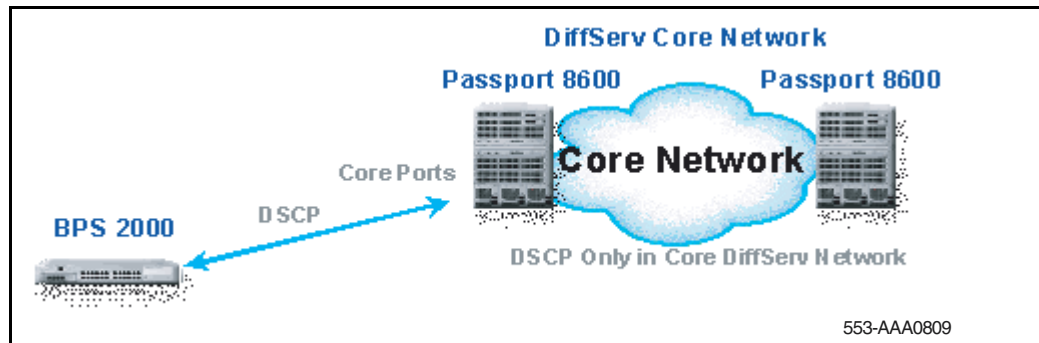 DiffServ Core Network
Passport 8600
Passport 8600
Core Network
Core Ports
DSCP
BPS 2000
DSCP Only in Core DiffServ Network
553-AAA0809